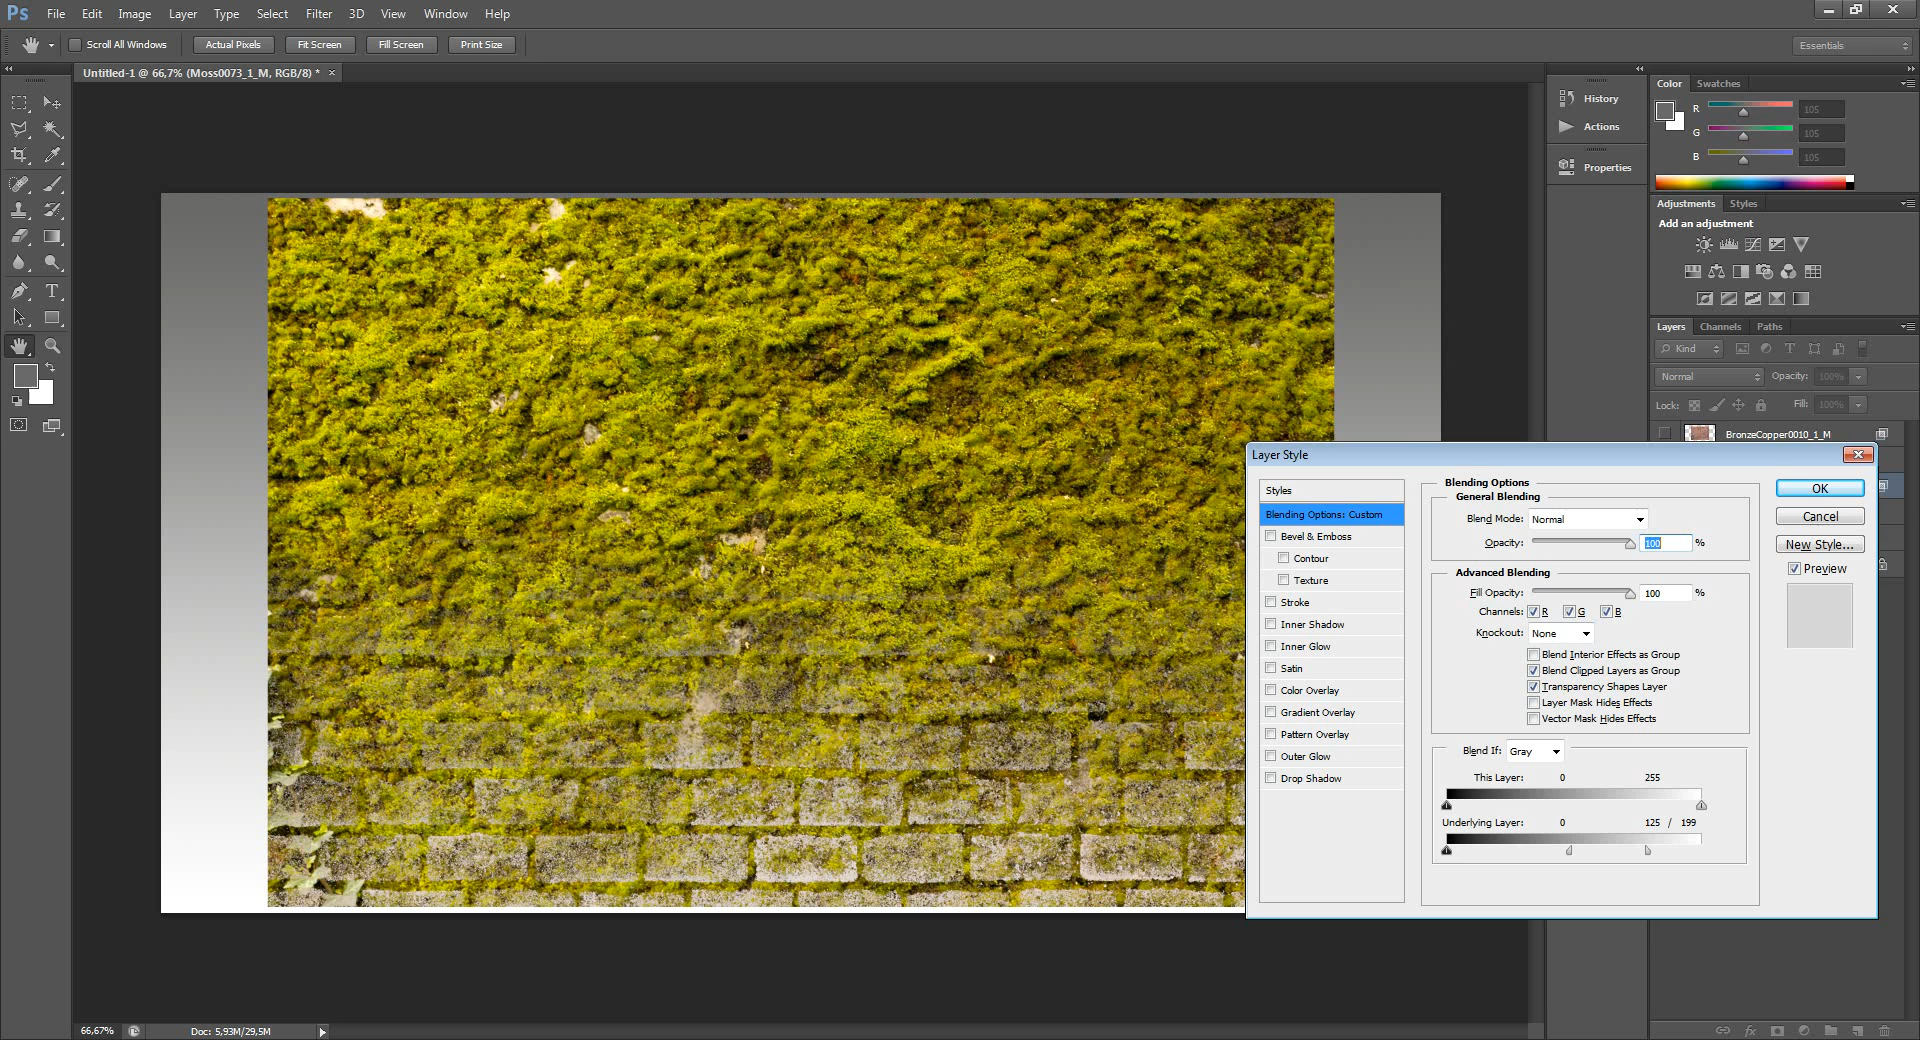 Ps File Edit Image Layer Type Select Filter 3D View Window Help
Scroll All Windows Actual Pixels Fit Screen Fill Screen Print Size Essentials
Untitled-1 @ 66,7% (Moss0073_1_M, RGB/8) * ×
History
Actions
Properties
Color Swatches
R 105
G 105
B 105
Adjustments Styles
Add an adjustment
Layers Channels Paths
Kind
Normal Opacity: 100%
Lock: Fill: 100%
BronzeCopper0010_1_M
Layer Style
Styles
Blending Options: Custom
Bevel & Emboss
Contour
Texture
Stroke
Inner Shadow
Inner Glow
Satin
Color Overlay
Gradient Overlay
Pattern Overlay
Outer Glow
Drop Shadow
Blending Options
General Blending
Blend Mode: Normal
Opacity: 100 %
Advanced Blending
Fill Opacity: 100 %
Channels: R G B
Knockout: None
Blend Interior Effects as Group
Blend Clipped Layers as Group
Transparency Shapes Layer
Layer Mask Hides Effects
Vector Mask Hides Effects
Blend If: Gray
This Layer: 0 255
Underlying Layer: 0 125 / 199
OK
Cancel
New Style...
Preview
66,67% Doc: 5,93M/29,5M